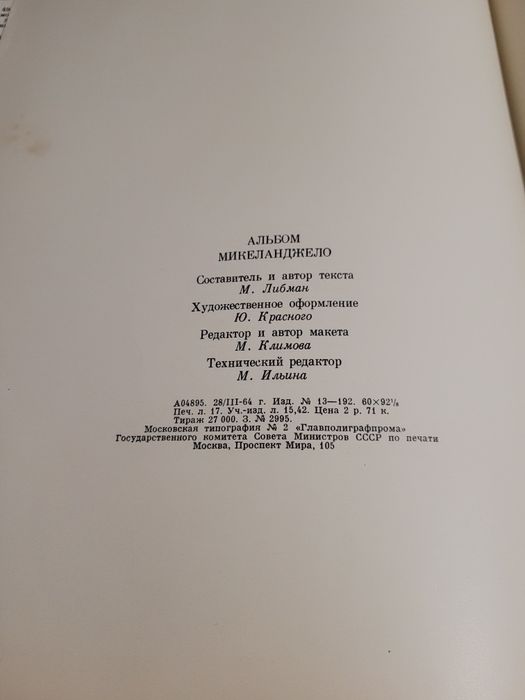 АЛЬБОМ
МИКЕЛАНДЖЕЛО
Составитель и автор текста
М. Либман
Художественное оформление
Ю. Красного
Редактор и автор макета
М. Климова
Технический редактор
М. Ильина
А04895. 28/III-64 г. Изд. № 13—192. 60×92⅛
Печ. л. 17. Уч.-изд. л. 15,42. Цена 2 р. 71 к.
Тираж 27 000. З. № 2995.
Московская типография № 2 «Главполиграфпрома»
Государственного комитета Совета Министров СССР по печати
Москва, Проспект Мира, 105